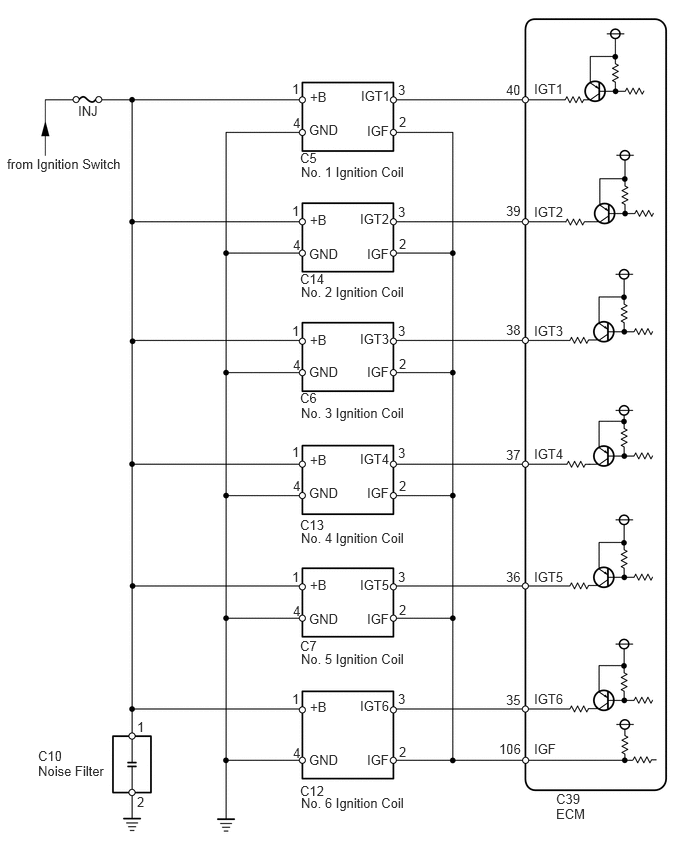 1 +B IGT1 3 40 IGT1
INJ
4 GND IGF 2
C5
No. 1 Ignition Coil
from Ignition Switch
1 +B IGT2 3 39 IGT2
4 GND IGF 2
C14
No. 2 Ignition Coil
1 +B IGT3 3 38 IGT3
4 GND IGF 2
C6
No. 3 Ignition Coil
1 +B IGT4 3 37 IGT4
4 GND IGF 2
C13
No. 4 Ignition Coil
1 +B IGT5 3 36 IGT5
4 GND IGF 2
C7
No. 5 Ignition Coil
1 +B IGT6 3 35 IGT6
1
C10
Noise Filter
2
4 GND IGF 2 106 IGF
C12
No. 6 Ignition Coil
C39
ECM